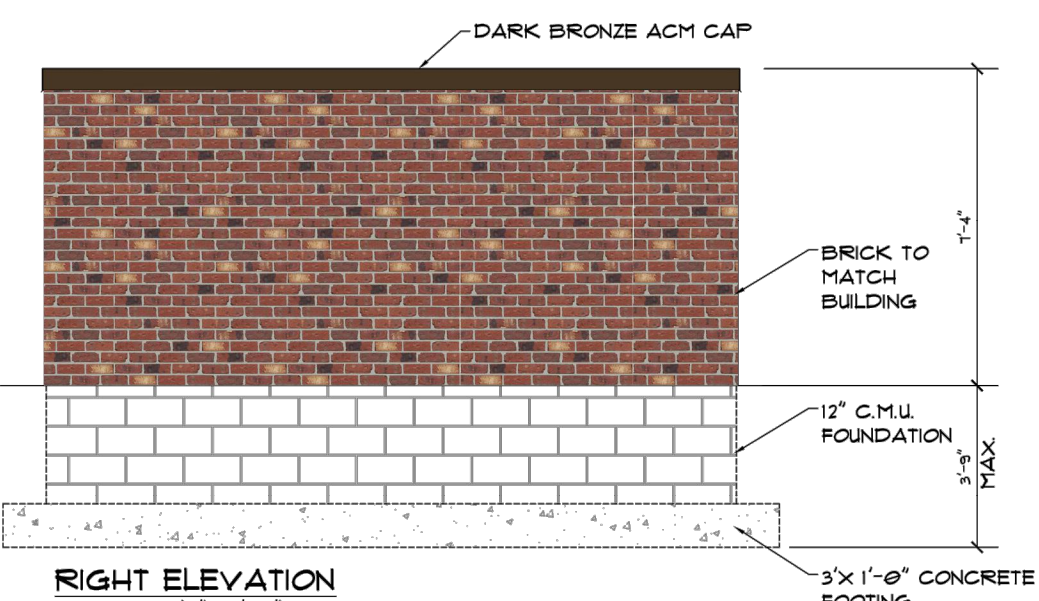 DARK BRONZE ACM CAP
7'-4"
BRICK TO
MATCH
BUILDING
12" C.M.U.
FOUNDATION
3'-9"
MAX.
RIGHT ELEVATION
3'X 1'-0" CONCRETE
FOOTING